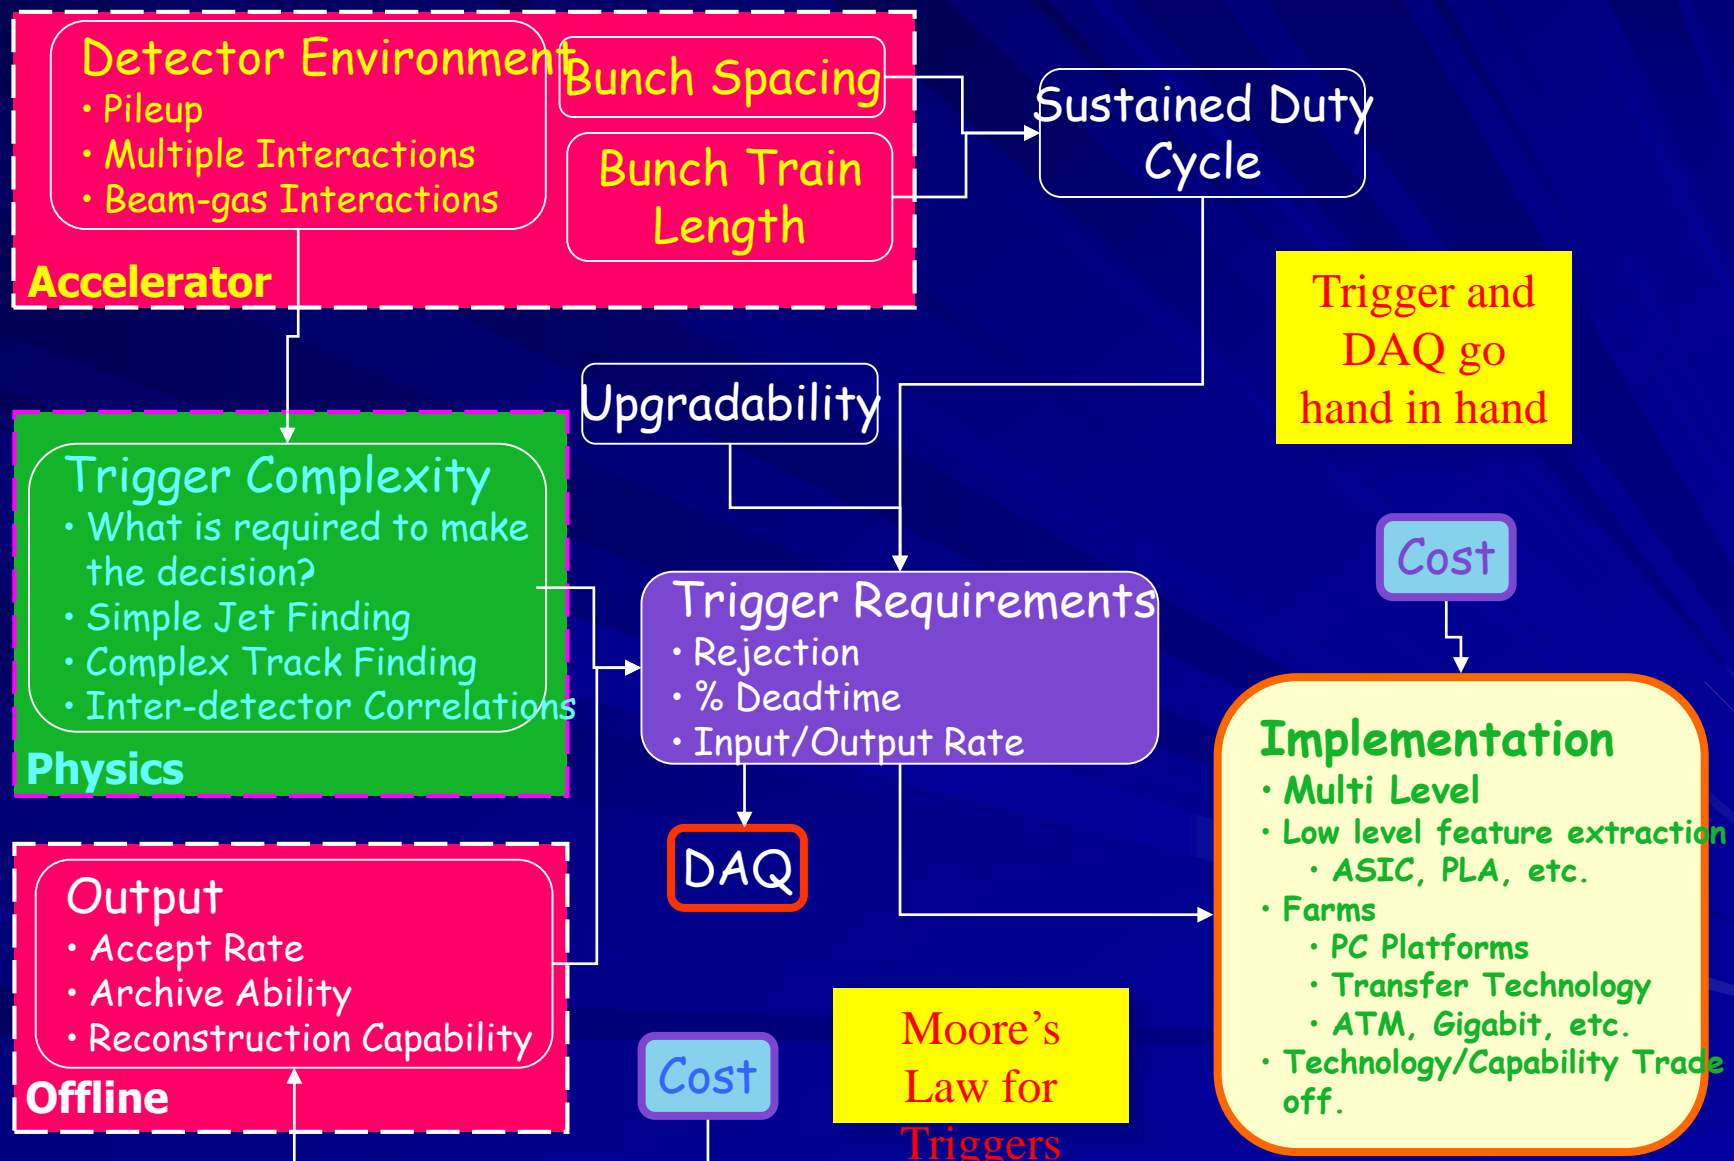 Detector Environment
• Pileup
• Multiple Interactions
• Beam-gas Interactions
Bunch Spacing
Bunch Train
Length
Accelerator
Sustained Duty
Cycle
Trigger and
DAQ go
hand in hand
Upgradability
Trigger Complexity
• What is required to make
the decision?
• Simple Jet Finding
• Complex Track Finding
• Inter-detector Correlations
Physics
Trigger Requirements
• Rejection
• % Deadtime
• Input/Output Rate
Cost
DAQ
Implementation
• Multi Level
• Low level feature extraction
• ASIC, PLA, etc.
• Farms
• PC Platforms
• Transfer Technology
• ATM, Gigabit, etc.
• Technology/Capability Trade
off.
Output
• Accept Rate
• Archive Ability
• Reconstruction Capability
Offline
Cost
Moore’s
Law for
Triggers